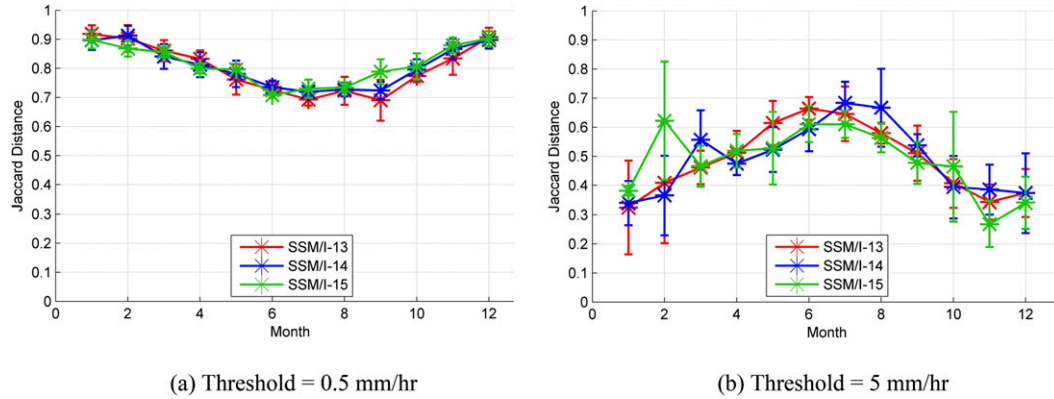 1
0.9
0.8
0.7
0.6
0.5
0.4
0.3
0.2
0.1
0
Jaccard Distance
SSM/I-13
SSM/I-14
SSM/I-15
0 2 4 6 8 10 12
Month
(a) Threshold = 0.5 mm/hr
1
0.9
0.8
0.7
0.6
0.5
0.4
0.3
0.2
0.1
0
Jaccard Distance
SSM/I-13
SSM/I-14
SSM/I-15
0 2 4 6 8 10 12
Month
(b) Threshold = 5 mm/hr